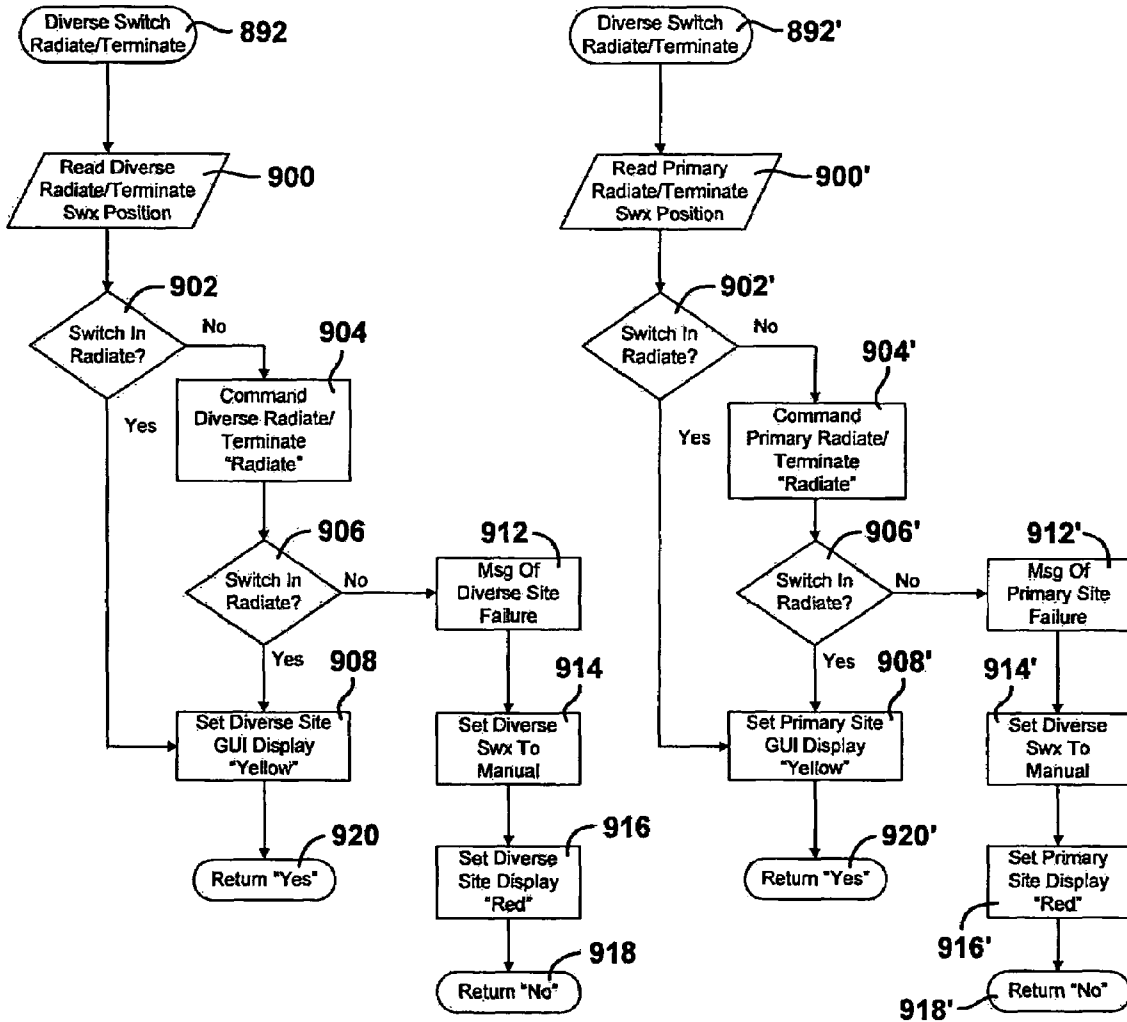 Diverse Switch
Radiate/Terminate
892
Read Diverse
Radiate/Terminate
Swx Position
900
902
Switch In
Radiate?
No
Yes
904
Command
Diverse Radiate/
Terminate
"Radiate"
906
Switch In
Radiate?
No
Yes
912
Msg Of
Diverse Site
Failure
908
Set Diverse Site
GUI Display
"Yellow"
914
Set Diverse
Swx To
Manual
920
Return "Yes"
916
Set Diverse
Site Display
"Red"
918
Return "No"
Diverse Switch
Radiate/Terminate
892'
Read Primary
Radiate/Terminate
Swx Position
900'
902'
Switch In
Radiate?
No
Yes
904'
Command
Primary Radiate/
Terminate
"Radiate"
906'
Switch In
Radiate?
No
Yes
912'
Msg Of
Primary Site
Failure
908'
Set Primary Site
GUI Display
"Yellow"
914'
Set Diverse
Swx To
Manual
920'
Return "Yes"
Set Primary
Site Display
"Red"
916'
Return "No"
918'